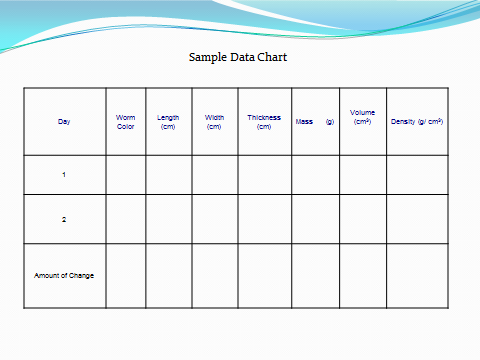 Sample Data Chart
Day
Worm
Color
Length
(cm)
Width
(cm)
Thickness
(cm)
Mass (g)
Volume
(cm³)
Density (g/ cm³)
1
2
Amount of Change